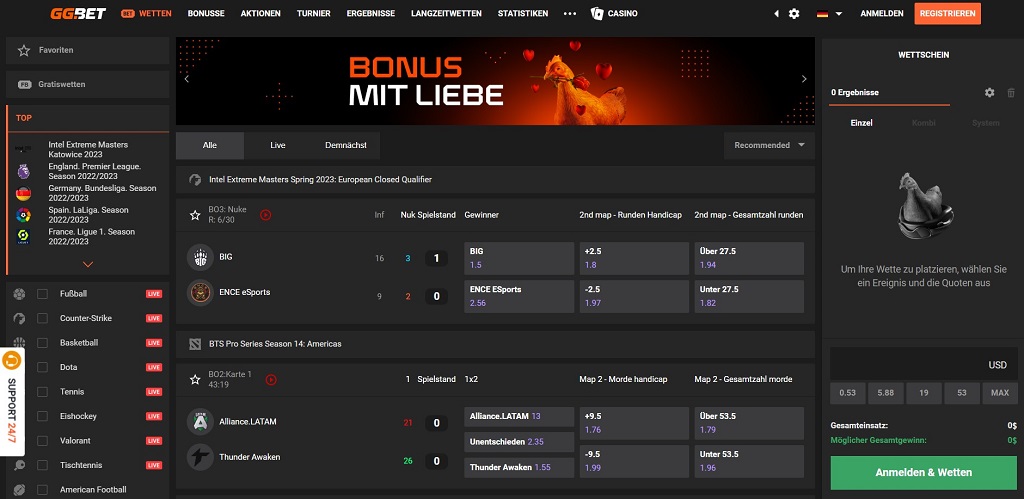 GGBET
BET WETTEN BONUSSE AKTIONEN TURNIER ERGEBNISSE LANGZEITWETTEN STATISTIKEN CASINO ANMELDEN REGISTRIEREN
Favoriten
FB Gratiswetten
TOP
Intel Extreme Masters
Katowice 2023
England. Premier League.
Season 2022/2023
Germany. Bundesliga. Season
2022/2023
Spain. LaLiga. Season
2022/2023
France. Ligue 1. Season
2022/2023
Fußball LIVE
Counter-Strike LIVE
Basketball LIVE
Dota LIVE
Tennis LIVE
Eishockey LIVE
Valorant LIVE
Tischtennis LIVE
American Football
SUPPORT 24/7
BONUS
MIT LIEBE
Alle Live Demnächst Recommended
Intel Extreme Masters Spring 2023: European Closed Qualifier
BO3: Nuke
R: 6/30
Inf Nuk Spielstand Gewinner 2nd map - Runden Handicap 2nd map - Gesamtzahl runden
BIG 16 3 1
BIG
1.5
+2.5
1.8
Über 27.5
1.94
ENCE eSports 9 2 0
ENCE ESports
2.56
-2.5
1.97
Unter 27.5
1.82
BTS Pro Series Season 14: Americas
BO2:Karte 1
43:19
1 Spielstand 1x2 Map 2 - Morde handicap Map 2 - Gesamtzahl morde
Alliance.LATAM 21 0
Thunder Awaken 26 0
Alliance.LATAM 13
Unentschieden 2.35
Thunder Awaken 1.55
+9.5
1.76
Über 53.5
1.79
-9.5
1.99
Unter 53.5
1.96
WETTSCHEIN
0 Ergebnisse
Einzel Kombi System
Um Ihre Wette zu platzieren, wählen Sie
ein Ereignis und die Quoten aus
USD
0.53 5.88 19 53 MAX
Gesamteinsatz: 0$
Möglicher Gesamtgewinn: 0$
Anmelden & Wetten